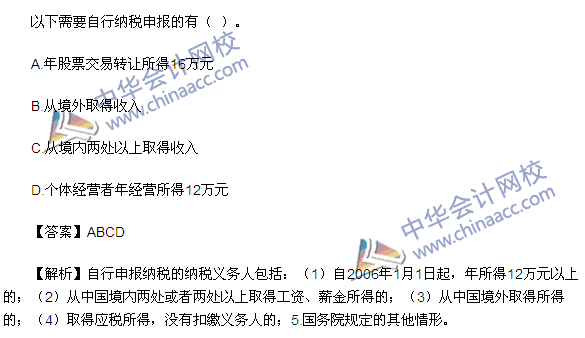 以下需要自行纳税申报的有（ ）。
A.年股票交易转让所得15万元
B.从境外取得收入
C.从境内两处以上取得收入
D.个体经营者年经营所得12万元
【答案】ABCD
【解析】自行申报纳税的纳税义务人包括：（1）自2006年1月1日起，年所得12万元以上
的；（2）从中国境内两处或者两处以上取得工资、薪金所得的；（3）从中国境外取得所得
的；（4）取得应税所得，没有扣缴义务人的；5.国务院规定的其他情形。
中华会计网校
www.chinaacc.com
中华会计网校
www.chinaacc.com